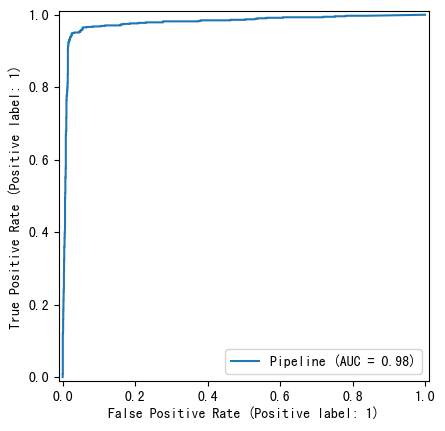 1.0
0.8
0.6
0.4
0.2
0.0
True Positive Rate (Positive label: 1)
Pipeline (AUC = 0.98)
0.0 0.2 0.4 0.6 0.8 1.0
False Positive Rate (Positive label: 1)